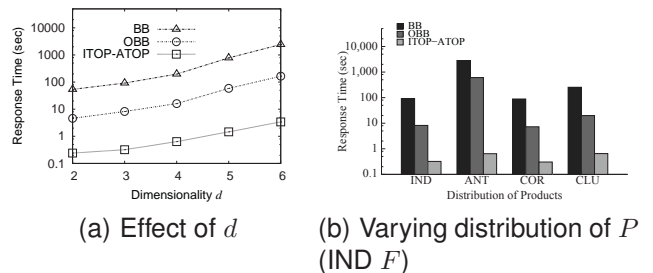 Response Time (sec)
10000
1000
100
10
1
0.1
BB
OBB
ITOP-ATOP
2 3 4 5 6
Dimensionality d
(a) Effect of d
BB
OBB
ITOP-ATOP
Response Time (sec)
10,000
1,000
100
10
1
0.1
IND ANT COR CLU
Distribution of Products
(b) Varying distribution of P
(IND F)